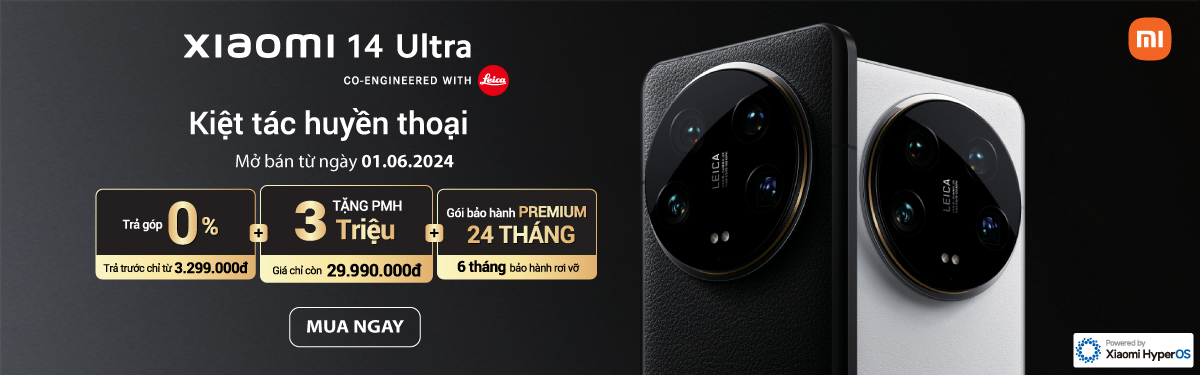 xiaomi 14 Ultra
CO-ENGINEERED WITH Leica
Kiệt tác huyền thoại
Mở bán từ ngày 01.06.2024
Trả góp 0%
Trả trước chỉ từ 3.299.000đ
+
TẶNG PMH
3 Triệu
Giá chỉ còn 29.990.000đ
+
Gói bảo hành PREMIUM
24 THÁNG
6 tháng bảo hành rơi vỡ
MUA NGAY
LEICA
LEICA
mi
Powered by
Xiaomi HyperOS